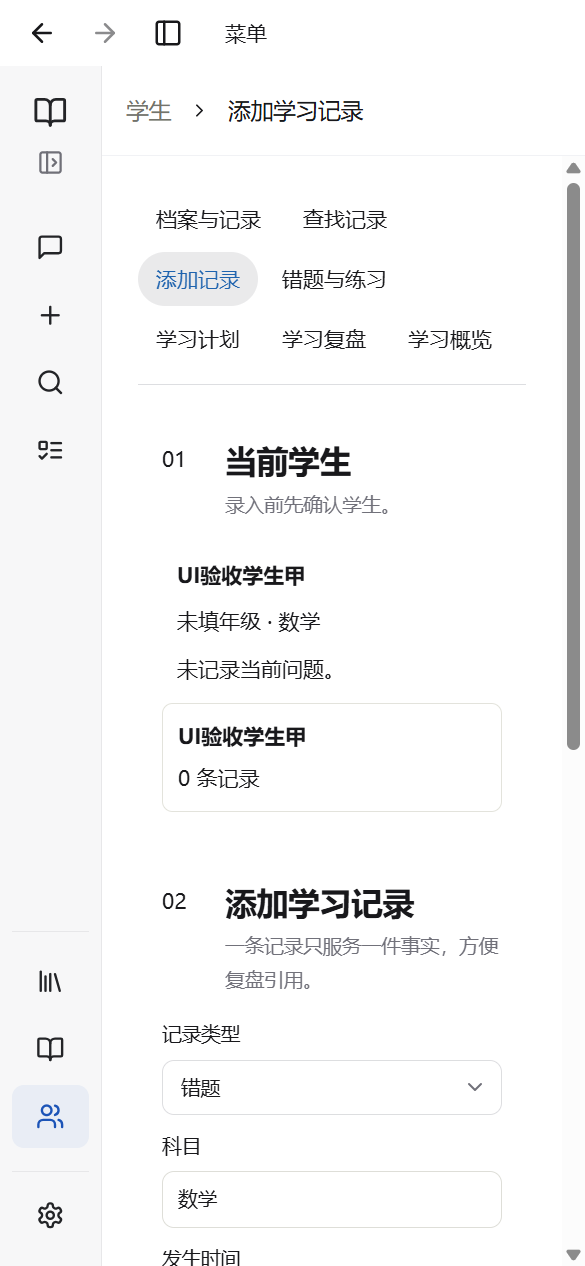 菜单
学生 > 添加学习记录
档案与记录 查找记录
添加记录 错题与练习
学习计划 学习复盘 学习概览
01 当前学生
录入前先确认学生。
UI验收学生甲
未填年级 · 数学
未记录当前问题。
UI验收学生甲
0 条记录
02 添加学习记录
一条记录只服务一件事实，方便
复盘引用。
记录类型
错题
科目
数学
发生时间